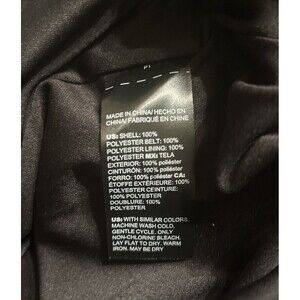 MADE IN CHINA/HECHO EN
CHINA/FABRIQUÉ EN CHINE
US: SHELL: 100%
POLYESTER BELT: 100%
POLYESTER LINING: 100%
POLYESTER MX: TELA
EXTERIOR: 100% poliéster
CINTURÓN: 100% poliéster
FORRO: 100% poliéster CA:
ÉTOFFE EXTÉRIEURE: 100%
POLYESTER CEINTURE:
100% POLYESTER
DOUBLURE: 100%
POLYESTER
US: WITH SIMILAR COLORS,
MACHINE WASH COLD,
GENTLE CYCLE, ONLY
NON-CHLORINE BLEACH,
LAY FLAT TO DRY. WARM
IRON. MAY BE DRY